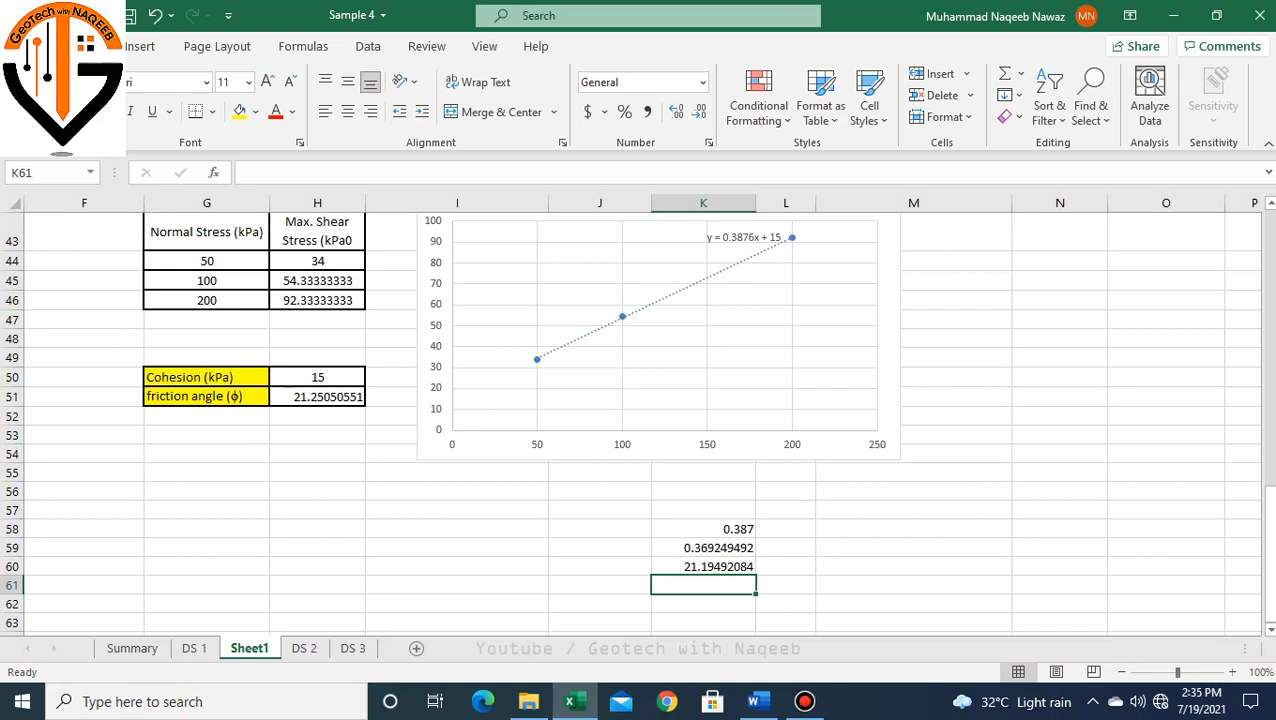 GeoTech with NAQEEB
Sample 4
Search
Muhammad Naqeeb Nawaz
MN
Insert
Page Layout
Formulas
Data
Review
View
Help
Share
Comments
11
A
A
Wrap Text
General
Insert
I
U
A
Merge & Center
$ % ,
Conditional
Formatting
Format as
Table
Cell
Styles
Delete
Format
Sort &
Filter
Find &
Select
Analyze
Data
Sensitivity
Font
Alignment
Number
Styles
Cells
Editing
Analysis
Sensitivity
K61
fx
F G H I J K L M N O P
43 Normal Stress (kPa) Max. Shear
Stress (kPa0
44 50 34
45 100 54.33333333
46 200 92.33333333
47
48
49
50 Cohesion (kPa) 15
51 friction angle (ϕ) 21.25050551
52
53
54
55
56
57
58 0.387
59 0.369249492
60 21.19492084
61
62
63
y = 0.3876x + 15
100
90
80
70
60
50
40
30
20
10
0
0 50 100 150 200 250
Summary
DS 1
Sheet1
DS 2
DS 3
Youtube / Geotech with Naqeeb
Ready
100%
Type here to search
32°C Light rain
2:35 PM
7/19/2021